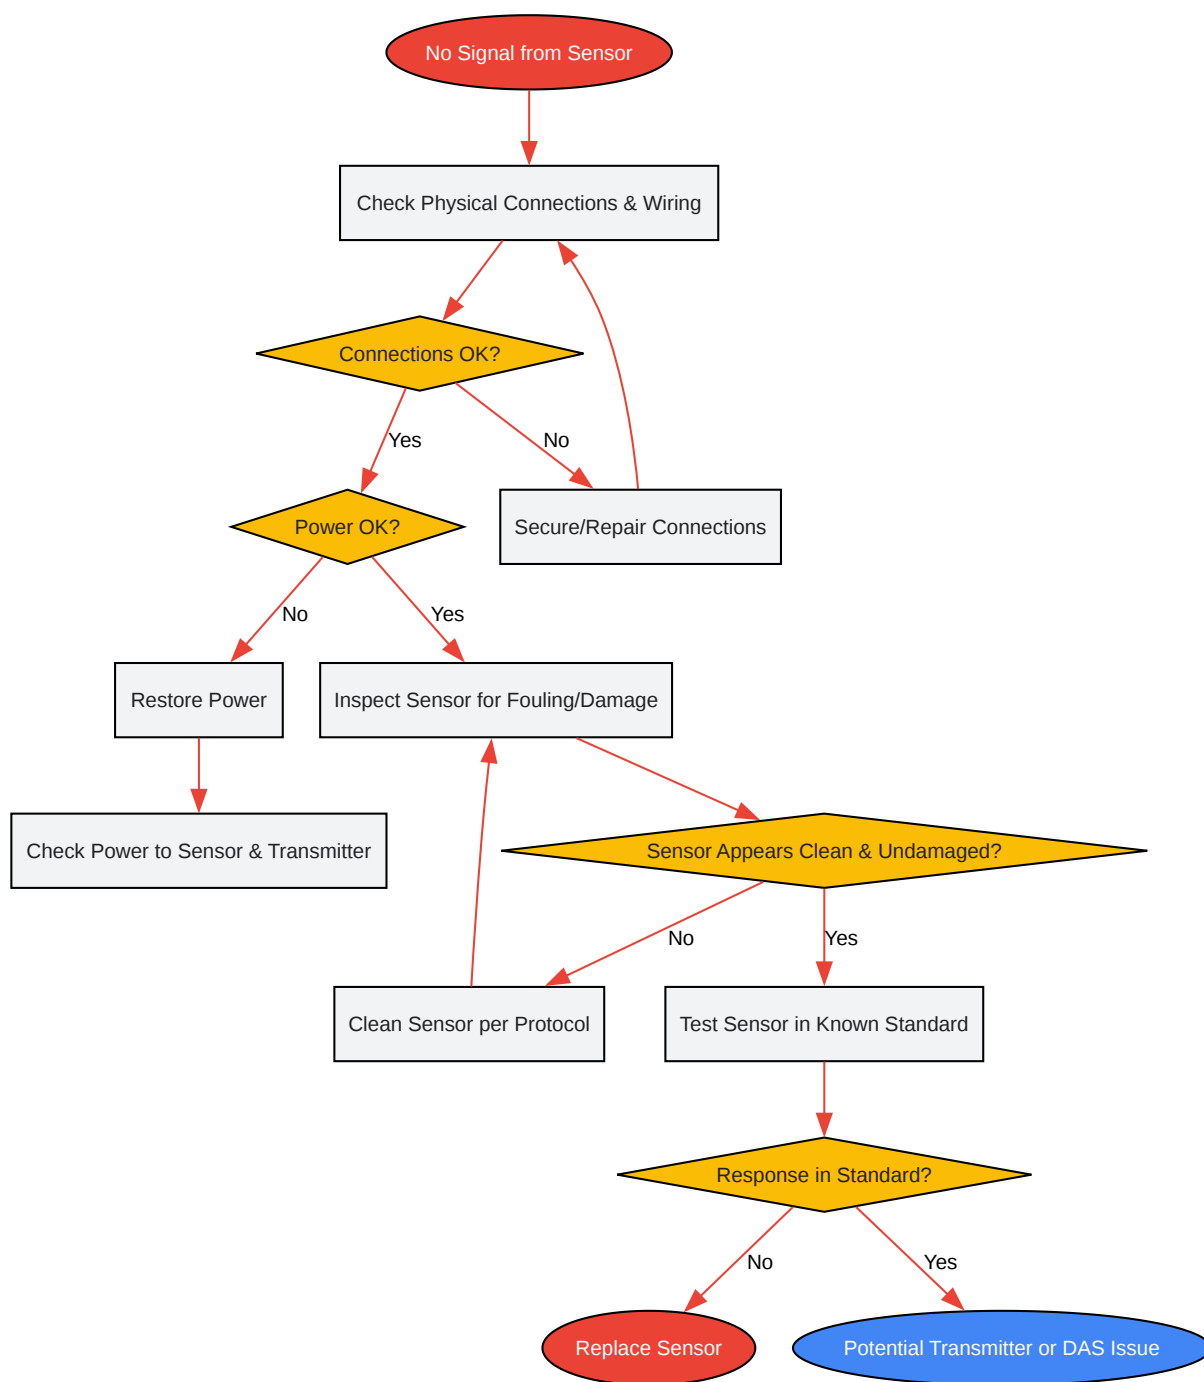 No Signal from Sensor
Check Physical Connections & Wiring
Connections OK?
Yes
No
Power OK?
Secure/Repair Connections
No
Yes
Restore Power
Inspect Sensor for Fouling/Damage
Check Power to Sensor & Transmitter
Sensor Appears Clean & Undamaged?
No
Yes
Clean Sensor per Protocol
Test Sensor in Known Standard
Response in Standard?
No
Yes
Replace Sensor
Potential Transmitter or DAS Issue